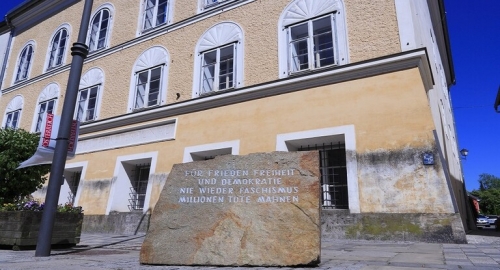 FÜR FRIEDEN FREIHEIT
UND DEMOKRATIE
NIE WIEDER FASCHISMUS
MILLIONEN TOTE MAHNEN